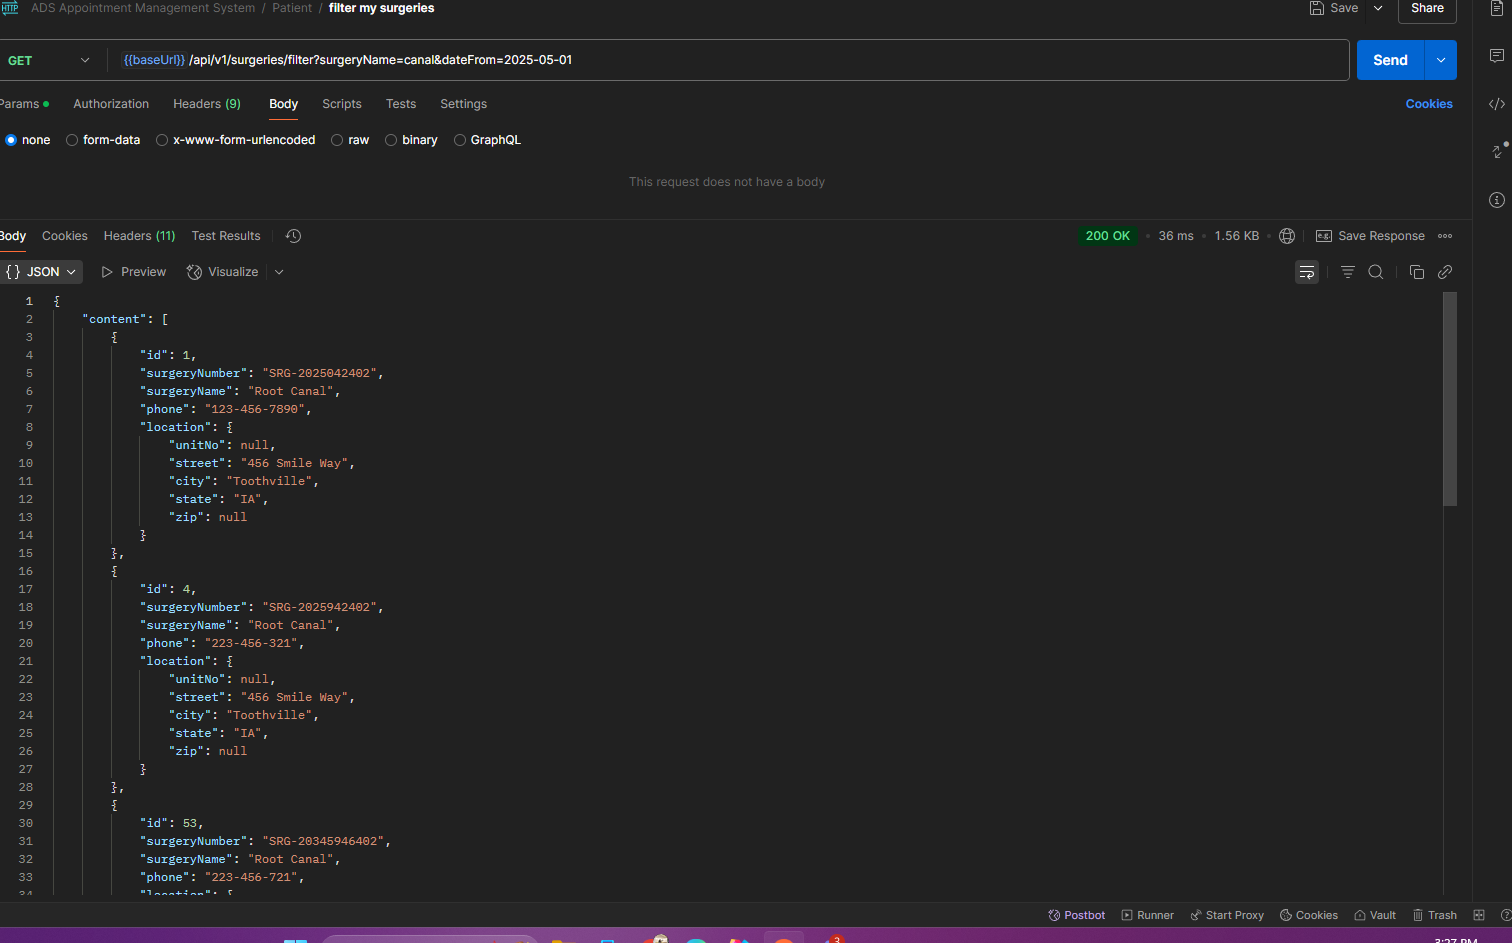 HTTP ADS Appointment Management System / Patient / filter my surgeries Save Share
GET {{baseUrl}} /api/v1/surgeries/filter?surgeryName=canal&dateFrom=2025-05-01 Send
Params Authorization Headers (9) Body Scripts Tests Settings Cookies
none form-data x-www-form-urlencoded raw binary GraphQL
This request does not have a body
Body Cookies Headers (11) Test Results 200 OK 36 ms 1.56 KB e.g. Save Response
{} JSON Preview Visualize
1 {
2 "content": [
3 {
4 "id": 1,
5 "surgeryNumber": "SRG-2025042402",
6 "surgeryName": "Root Canal",
7 "phone": "123-456-7890",
8 "location": {
9 "unitNo": null,
10 "street": "456 Smile Way",
11 "city": "Toothville",
12 "state": "IA",
13 "zip": null
14 }
15 },
16 {
17 "id": 4,
18 "surgeryNumber": "SRG-2025942402",
19 "surgeryName": "Root Canal",
20 "phone": "223-456-321",
21 "location": {
22 "unitNo": null,
23 "street": "456 Smile Way",
24 "city": "Toothville",
25 "state": "IA",
26 "zip": null
27 }
28 },
29 {
30 "id": 53,
31 "surgeryNumber": "SRG-20345946402",
32 "surgeryName": "Root Canal",
33 "phone": "223-456-721",
34 "location": {
Postbot Runner Start Proxy Cookies Vault Trash
3 3:27 PM